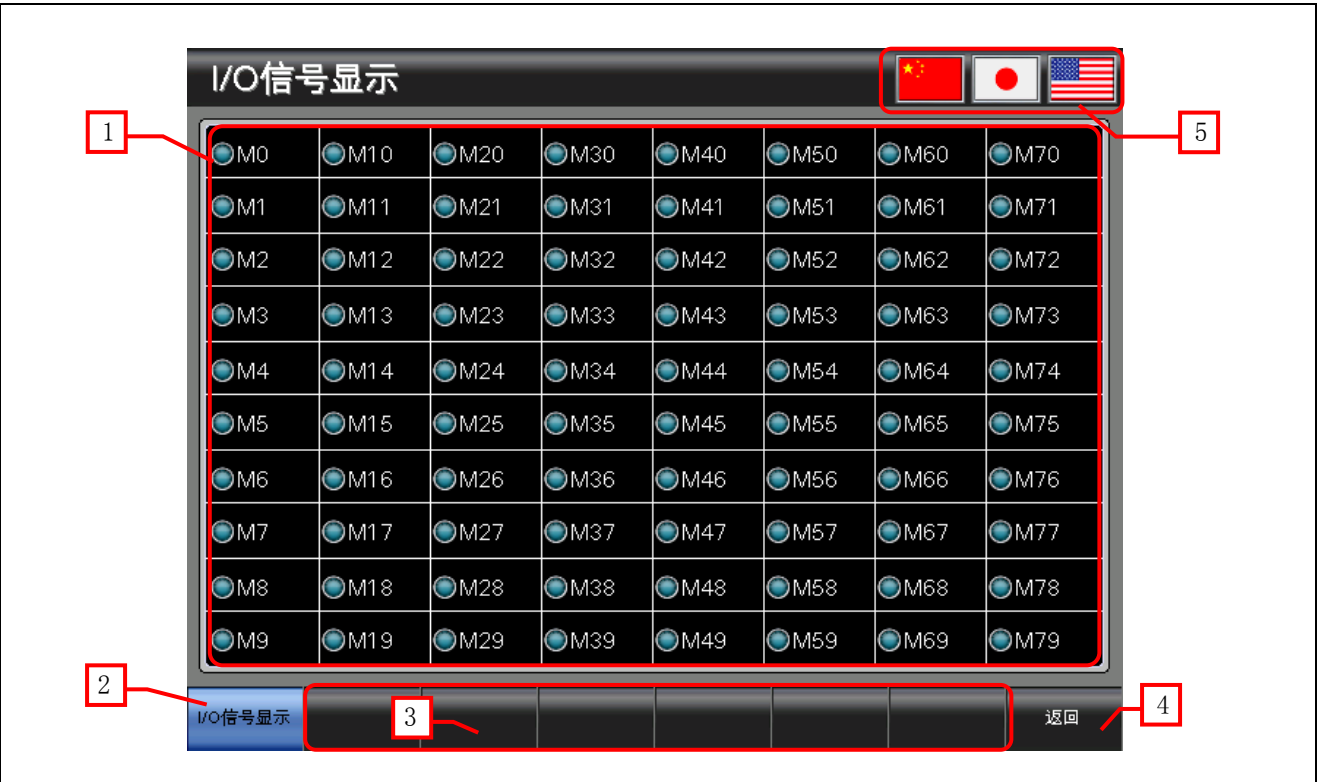 I/O信号显示
5
1
M0 M10 M20 M30 M40 M50 M60 M70
M1 M11 M21 M31 M41 M51 M61 M71
M2 M12 M22 M32 M42 M52 M62 M72
M3 M13 M23 M33 M43 M53 M63 M73
M4 M14 M24 M34 M44 M54 M64 M74
M5 M15 M25 M35 M45 M55 M65 M75
M6 M16 M26 M36 M46 M56 M66 M76
M7 M17 M27 M37 M47 M57 M67 M77
M8 M18 M28 M38 M48 M58 M68 M78
M9 M19 M29 M39 M49 M59 M69 M79
2
I/O信号显示
3
返回
4